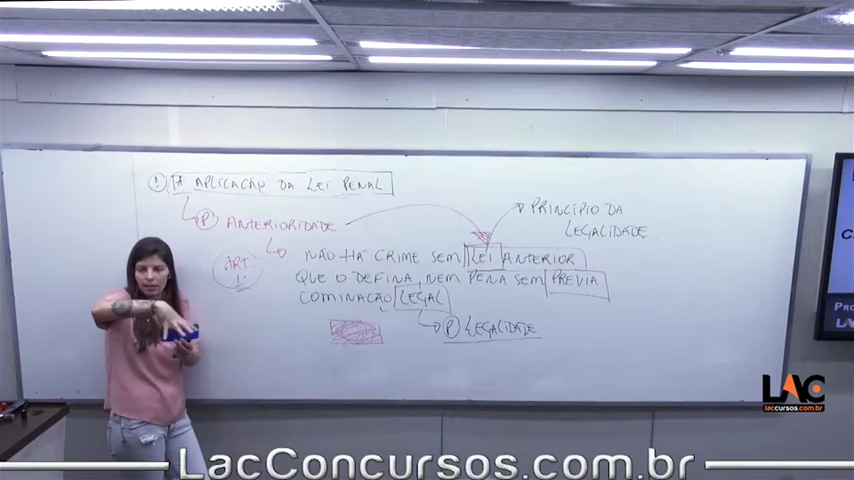 1 DA APLICAÇÃO DA LEI PENAL
P ANTERIORIDADE
PRINCÍPIO DA
LEGALIDADE
ART
1º
NÃO HÁ CRIME SEM LEI ANTERIOR
QUE O DEFINA, NEM PENA SEM PRÉVIA
COMINAÇÃO LEGAL
P LEGALIDADE
LAC
laccursos.com.br
LacConcursos.com.br